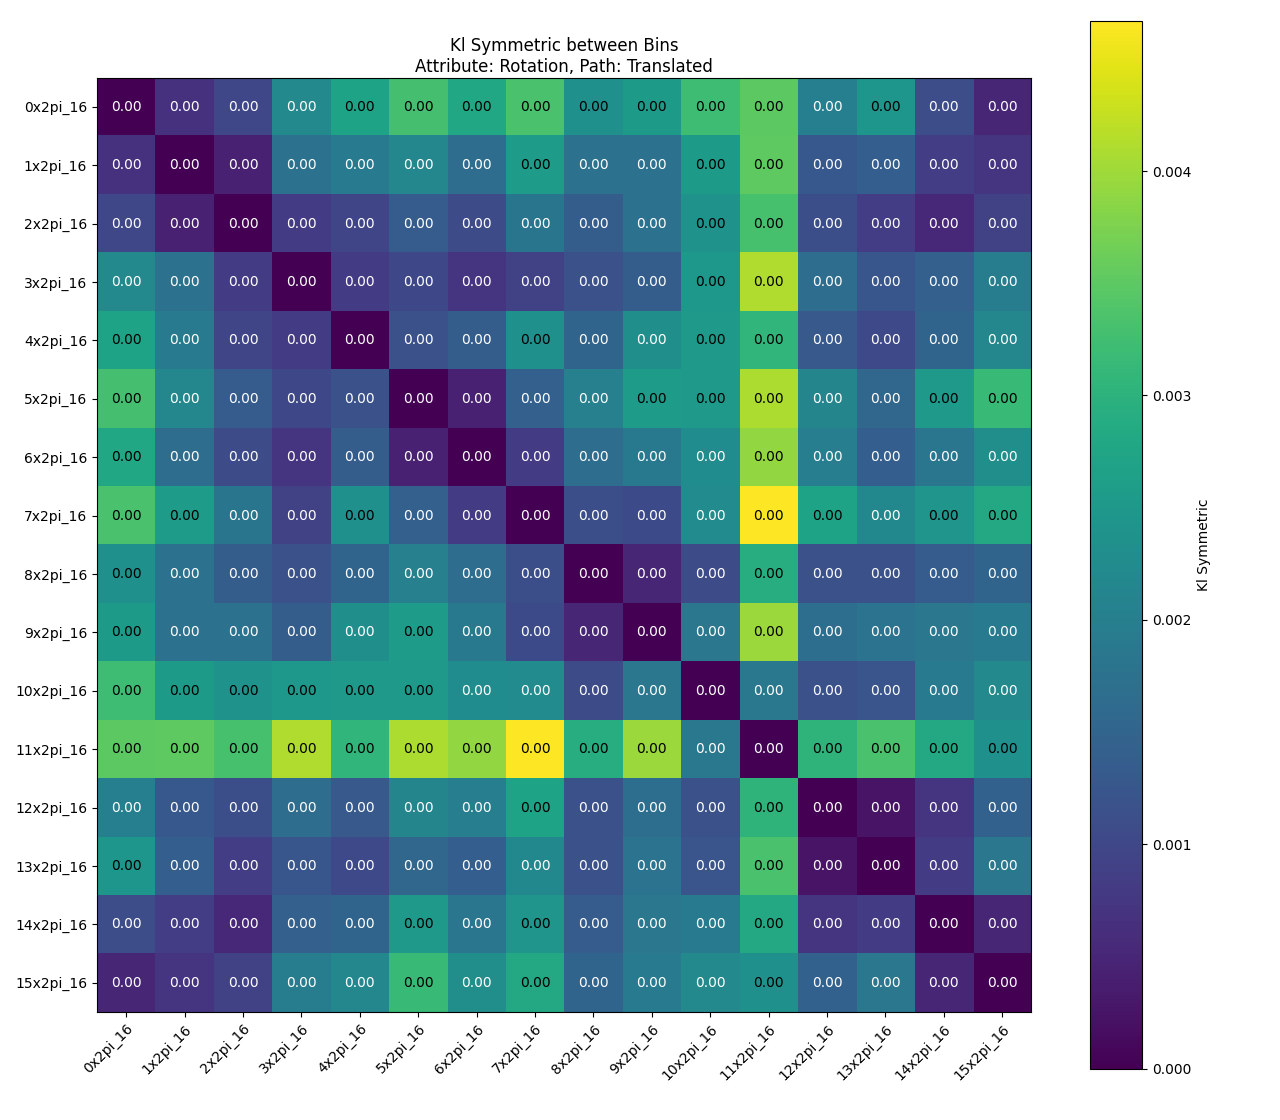 Kl Symmetric between Bins
Attribute: Rotation, Path: Translated
0x2pi_16 0.00 0.00 0.00 0.00 0.00 0.00 0.00 0.00 0.00 0.00 0.00 0.00 0.00 0.00 0.00 0.00
1x2pi_16 0.00 0.00 0.00 0.00 0.00 0.00 0.00 0.00 0.00 0.00 0.00 0.00 0.00 0.00 0.00 0.00
2x2pi_16 0.00 0.00 0.00 0.00 0.00 0.00 0.00 0.00 0.00 0.00 0.00 0.00 0.00 0.00 0.00 0.00
3x2pi_16 0.00 0.00 0.00 0.00 0.00 0.00 0.00 0.00 0.00 0.00 0.00 0.00 0.00 0.00 0.00 0.00
4x2pi_16 0.00 0.00 0.00 0.00 0.00 0.00 0.00 0.00 0.00 0.00 0.00 0.00 0.00 0.00 0.00 0.00
5x2pi_16 0.00 0.00 0.00 0.00 0.00 0.00 0.00 0.00 0.00 0.00 0.00 0.00 0.00 0.00 0.00 0.00
6x2pi_16 0.00 0.00 0.00 0.00 0.00 0.00 0.00 0.00 0.00 0.00 0.00 0.00 0.00 0.00 0.00 0.00
7x2pi_16 0.00 0.00 0.00 0.00 0.00 0.00 0.00 0.00 0.00 0.00 0.00 0.00 0.00 0.00 0.00 0.00
8x2pi_16 0.00 0.00 0.00 0.00 0.00 0.00 0.00 0.00 0.00 0.00 0.00 0.00 0.00 0.00 0.00 0.00
9x2pi_16 0.00 0.00 0.00 0.00 0.00 0.00 0.00 0.00 0.00 0.00 0.00 0.00 0.00 0.00 0.00 0.00
10x2pi_16 0.00 0.00 0.00 0.00 0.00 0.00 0.00 0.00 0.00 0.00 0.00 0.00 0.00 0.00 0.00 0.00
11x2pi_16 0.00 0.00 0.00 0.00 0.00 0.00 0.00 0.00 0.00 0.00 0.00 0.00 0.00 0.00 0.00 0.00
12x2pi_16 0.00 0.00 0.00 0.00 0.00 0.00 0.00 0.00 0.00 0.00 0.00 0.00 0.00 0.00 0.00 0.00
13x2pi_16 0.00 0.00 0.00 0.00 0.00 0.00 0.00 0.00 0.00 0.00 0.00 0.00 0.00 0.00 0.00 0.00
14x2pi_16 0.00 0.00 0.00 0.00 0.00 0.00 0.00 0.00 0.00 0.00 0.00 0.00 0.00 0.00 0.00 0.00
15x2pi_16 0.00 0.00 0.00 0.00 0.00 0.00 0.00 0.00 0.00 0.00 0.00 0.00 0.00 0.00 0.00 0.00
0x2pi_16 1x2pi_16 2x2pi_16 3x2pi_16 4x2pi_16 5x2pi_16 6x2pi_16 7x2pi_16 8x2pi_16 9x2pi_16 10x2pi_16 11x2pi_16 12x2pi_16 13x2pi_16 14x2pi_16 15x2pi_16
0.004
0.003
0.002
0.001
0.000
Kl Symmetric